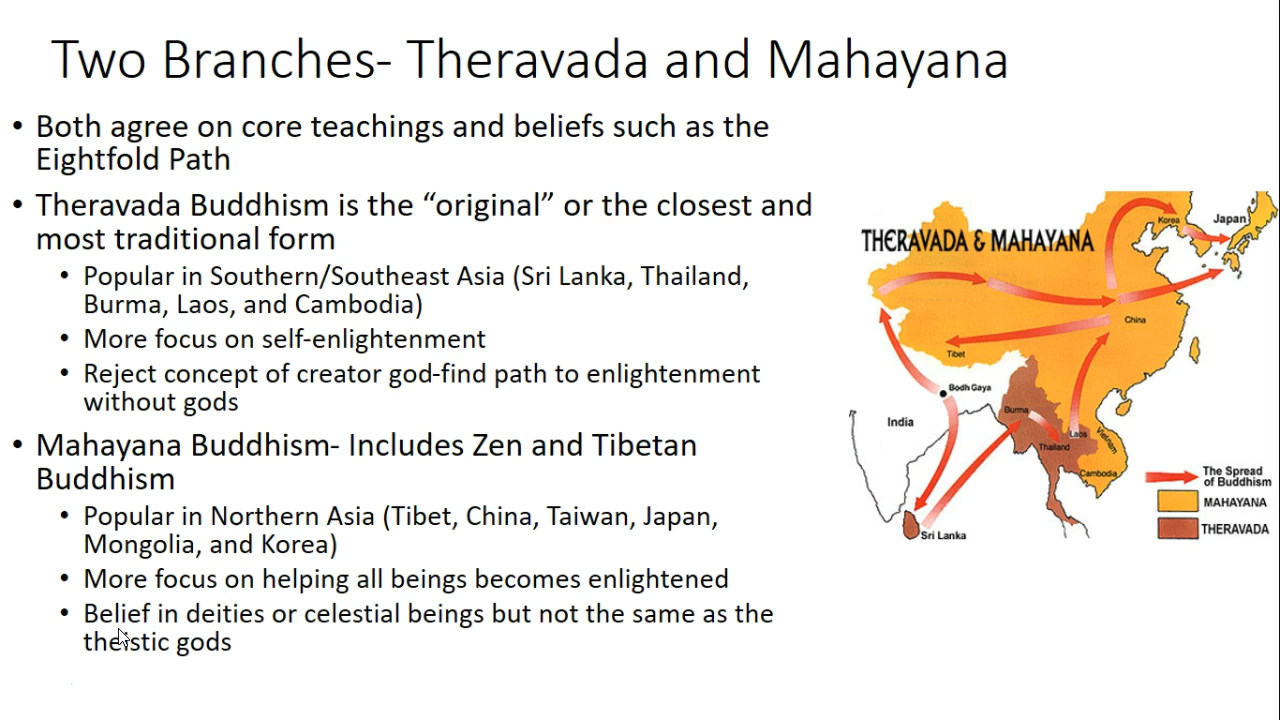 Two Branches- Theravada and Mahayana
• Both agree on core teachings and beliefs such as the
Eightfold Path
• Theravada Buddhism is the “original” or the closest and
most traditional form
• Popular in Southern/Southeast Asia (Sri Lanka, Thailand,
Burma, Laos, and Cambodia)
• More focus on self-enlightenment
• Reject concept of creator god-find path to enlightenment
without gods
• Mahayana Buddhism- Includes Zen and Tibetan
Buddhism
• Popular in Northern Asia (Tibet, China, Taiwan, Japan,
Mongolia, and Korea)
• More focus on helping all beings becomes enlightened
• Belief in deities or celestial beings but not the same as the
theistic gods
THERAVADA & MAHAYANA
Korea
Japan
China
Tibet
Bodh Gaya
India
Burma
Laos
Thailand
Vietnam
Cambodia
Sri Lanka
The Spread
of Buddhism
MAHAYANA
THERAVADA